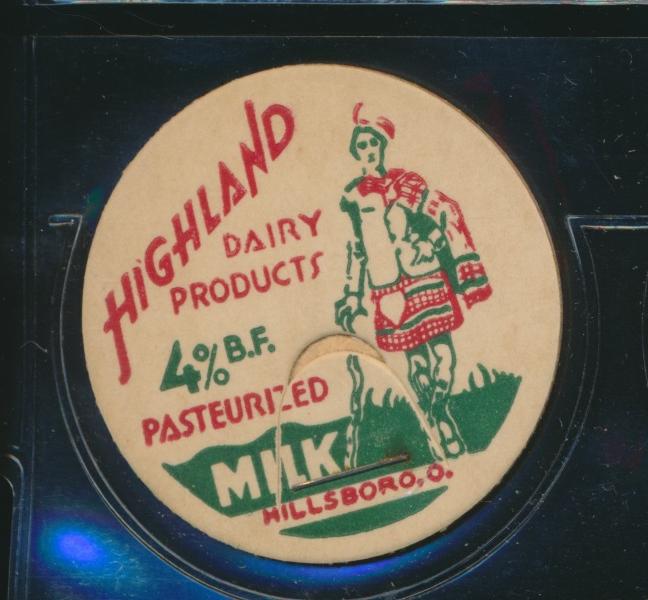 HIGHLAND
DAIRY
PRODUCTS
4% B.F.
PASTEURIZED
MILK
HILLSBORO, O.